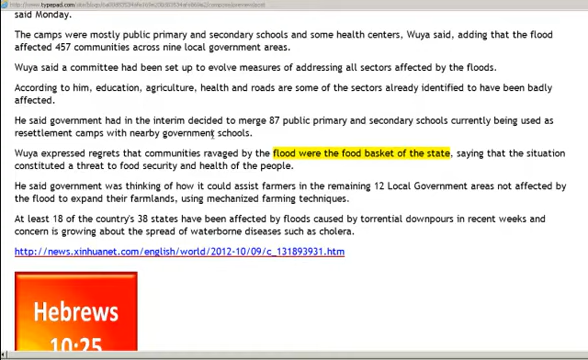 said Monday.
The camps were mostly public primary and secondary schools and some health centers, Wuya said, adding that the flood
affected 457 communities across nine local government areas.
Wuya said a committee had been set up to evolve measures of addressing all sectors affected by the floods.
According to him, education, agriculture, health and roads are some of the sectors already identified to have been badly
affected.
He said government had in the interim decided to merge 87 public primary and secondary schools currently being used as
resettlement camps with nearby government schools.
Wuya expressed regrets that communities ravaged by the flood were the food basket of the state, saying that the situation
constituted a threat to food security and health of the people.
He said government was thinking of how it could assist farmers in the remaining 12 Local Government areas not affected by
the flood to expand their farmlands, using mechanized farming techniques.
At least 18 of the country's 38 states have been affected by floods caused by torrential downpours in recent weeks and
concern is growing about the spread of waterborne diseases such as cholera.
http://news.xinhuanet.com/english/world/2012-10/09/c_131893931.htm
Hebrews
10:25